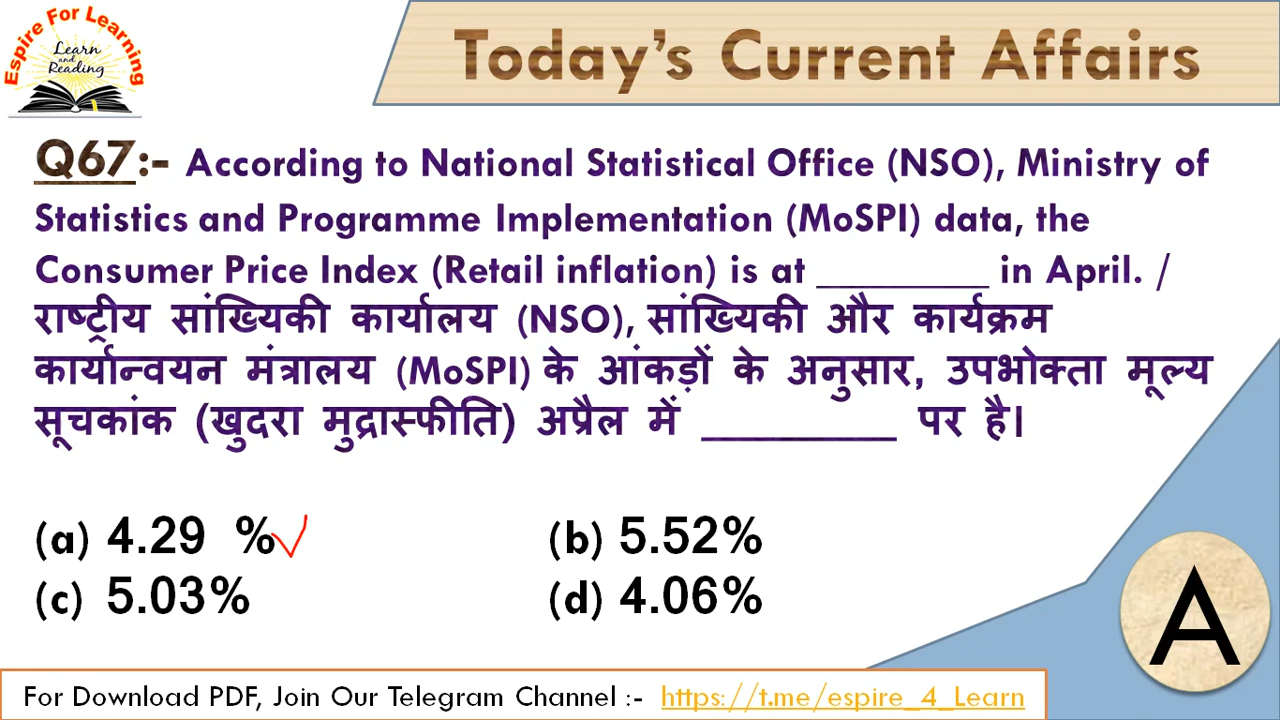 Espire For Learning
Learn
and
Reading
Today's Current Affairs
Q67:- According to National Statistical Office (NSO), Ministry of
Statistics and Programme Implementation (MoSPI) data, the
Consumer Price Index (Retail inflation) is at _________ in April. /
राष्ट्रीय सांख्यिकी कार्यालय (NSO), सांख्यिकी और कार्यक्रम
कार्यान्वयन मंत्रालय (MoSPI) के आंकड़ों के अनुसार, उपभोक्ता मूल्य
सूचकांक (खुदरा मुद्रास्फीति) अप्रैल में __________ पर है।
(a) 4.29 % (b) 5.52%
(c) 5.03% (d) 4.06%
A
For Download PDF, Join Our Telegram Channel :- https://t.me/espire_4_Learn